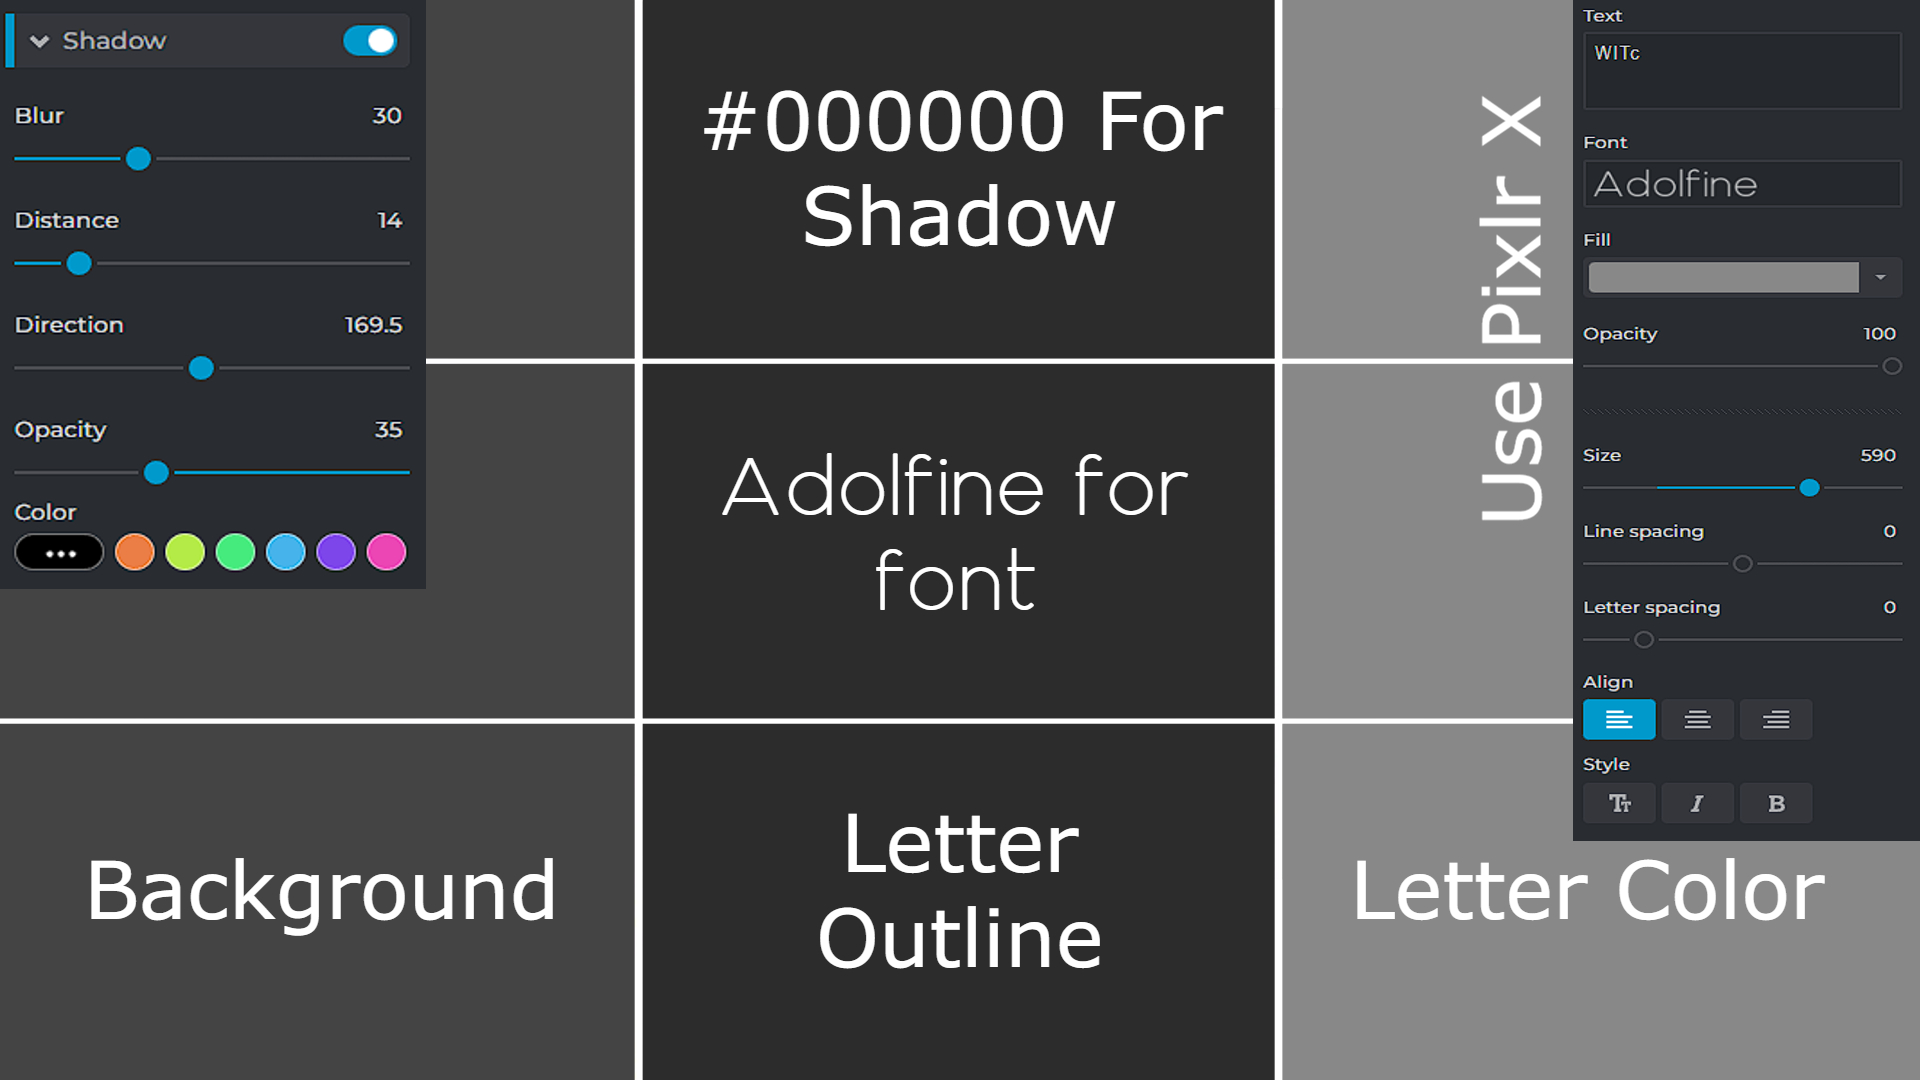 Shadow
Blur 30
Distance 14
Direction 169.5
Opacity 35
Color
#000000 For
Shadow
Adolfine for
font
Use Pixlr X
Text
WITc
Font
Adolfine
Fill
Opacity 100
Size 590
Line spacing 0
Letter spacing 0
Align
Style
Tт I B
Background
Letter
Outline
Letter Color